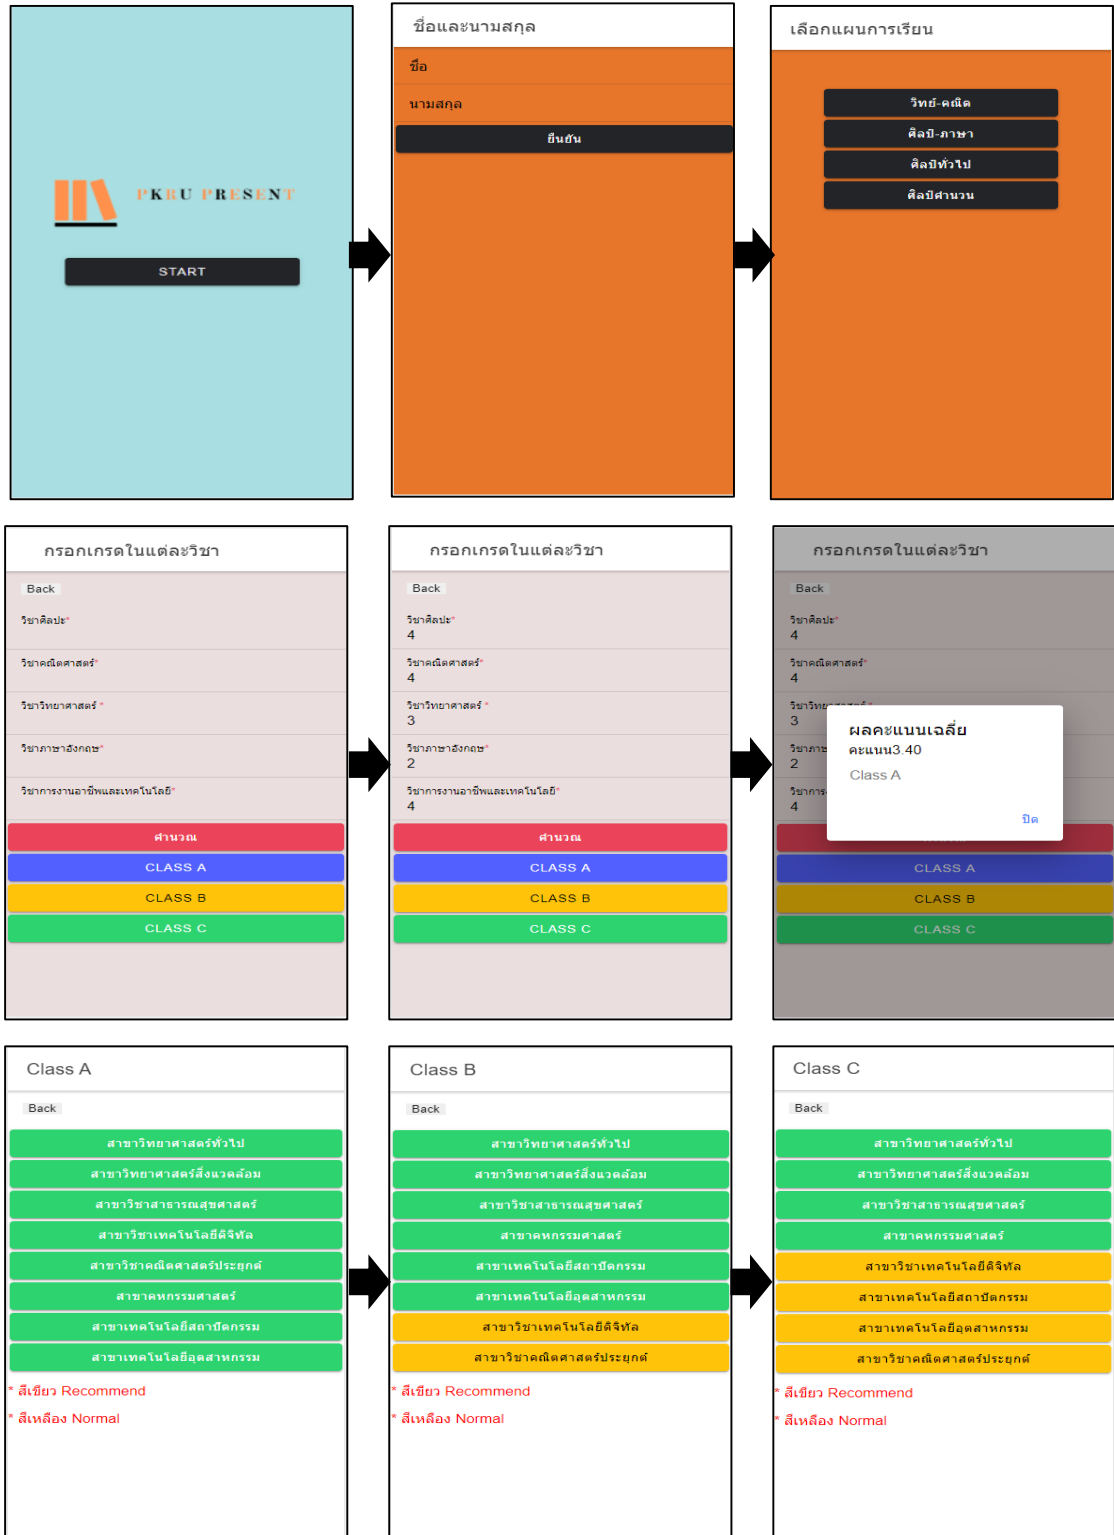 PKRU PRESENT
START
ชื่อและนามสกุล
ชื่อ
นามสกุล
ยืนยัน
เลือกแผนการเรียน
วิทย์-คณิต
ศิลป์-ภาษา
ศิลป์ทั่วไป
ศิลป์คำนวน
กรอกเกรดในแต่ละวิชา
Back
วิชาศิลปะ*
วิชาคณิตศาสตร์*
วิชาวิทยาศาสตร์ *
วิชาภาษาอังกฤษ*
วิชาการงานอาชีพและเทคโนโลยี*
คำนวณ
CLASS A
CLASS B
CLASS C
กรอกเกรดในแต่ละวิชา
Back
วิชาศิลปะ*
4
วิชาคณิตศาสตร์*
4
วิชาวิทยาศาสตร์ *
3
วิชาภาษาอังกฤษ*
2
วิชาการงานอาชีพและเทคโนโลยี*
4
คำนวณ
CLASS A
CLASS B
CLASS C
กรอกเกรดในแต่ละวิชา
Back
วิชาศิลปะ*
4
วิชาคณิตศาสตร์*
4
วิชาวิทยาศาสตร์ *
3
วิชาภาษ
2
วิชาการง
4
ผลคะแนนเฉลี่ย
คะแนน3.40
Class A
ปิด
CLASS A
CLASS B
CLASS C
Class A
Back
สาขาวิทยาศาสตร์ทั่วไป
สาขาวิทยาศาสตร์สิ่งแวดล้อม
สาขาวิชาสาธารณสุขศาสตร์
สาขาวิชาเทคโนโลยีดิจิทัล
สาขาวิชาคณิตศาสตร์ประยุกต์
สาขาคหกรรมศาสตร์
สาขาเทคโนโลยีสถาปัตกรรม
สาขาเทคโนโลยีอุตสาหกรรม
* สีเขียว Recommend
* สีเหลือง Normal
Class B
Back
สาขาวิทยาศาสตร์ทั่วไป
สาขาวิทยาศาสตร์สิ่งแวดล้อม
สาขาวิชาสาธารณสุขศาสตร์
สาขาคหกรรมศาสตร์
สาขาเทคโนโลยีสถาปัตกรรม
สาขาเทคโนโลยีอุตสาหกรรม
สาขาวิชาเทคโนโลยีดิจิทัล
สาขาวิชาคณิตศาสตร์ประยุกต์
* สีเขียว Recommend
* สีเหลือง Normal
Class C
Back
สาขาวิทยาศาสตร์ทั่วไป
สาขาวิทยาศาสตร์สิ่งแวดล้อม
สาขาวิชาสาธารณสุขศาสตร์
สาขาคหกรรมศาสตร์
สาขาวิชาเทคโนโลยีดิจิทัล
สาขาเทคโนโลยีสถาปัตกรรม
สาขาเทคโนโลยีอุตสาหกรรม
สาขาวิชาคณิตศาสตร์ประยุกต์
* สีเขียว Recommend
* สีเหลือง Normal